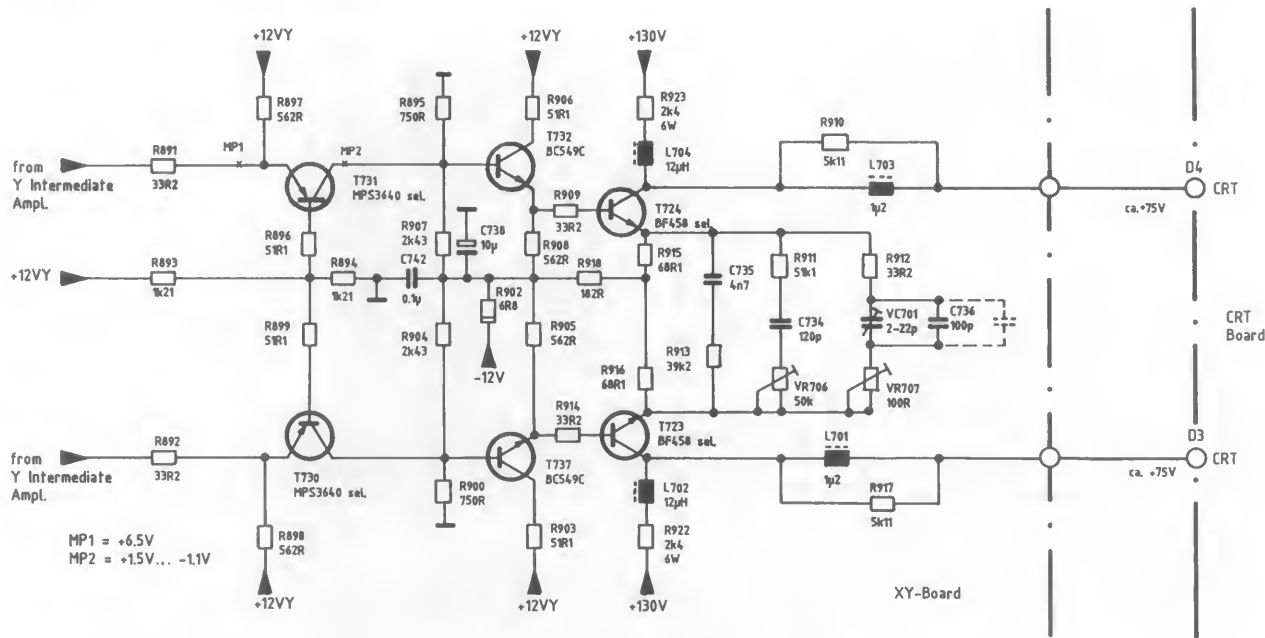 +12VY
+12VY
+130V
R897
562R
R895
750R
R906
51R1
R923
2k4
6W
T732
BC549C
L704
12µH
R910
5k11
L703
1µ2
from
Y Intermediate
Ampl.
R891
33R2
MP1
MP2
T731
MPS3640 sel.
R909
33R2
T724
BF458 sel.
D4
CRT
ca.+75V
R896
51R1
R907
2k43
C738
10µ
R908
562R
R915
68R1
R911
51k1
R912
33R2
+12VY
R893
1k21
R894
1k21
C742
0.1µ
R902
6R8
R918
182R
C735
4n7
C734
120p
VC701
2-22p
C736
100p
CRT
Board
R899
51R1
R904
2k43
-12V
R905
562R
R916
68R1
R913
39k2
VR706
50k
VR707
100R
from
Y Intermediate
Ampl.
R892
33R2
T730
MPS3640 sel.
R914
33R2
T723
BF458 sel.
T737
BC549C
L701
1µ2
D3
CRT
ca. +75V
R900
750R
L702
12µH
R917
5k11
R898
562R
R903
51R1
R922
2k4
6W
MP1 = +6.5V
MP2 = +1.5V... -1.1V
+12VY
+12VY
+130V
XY-Board